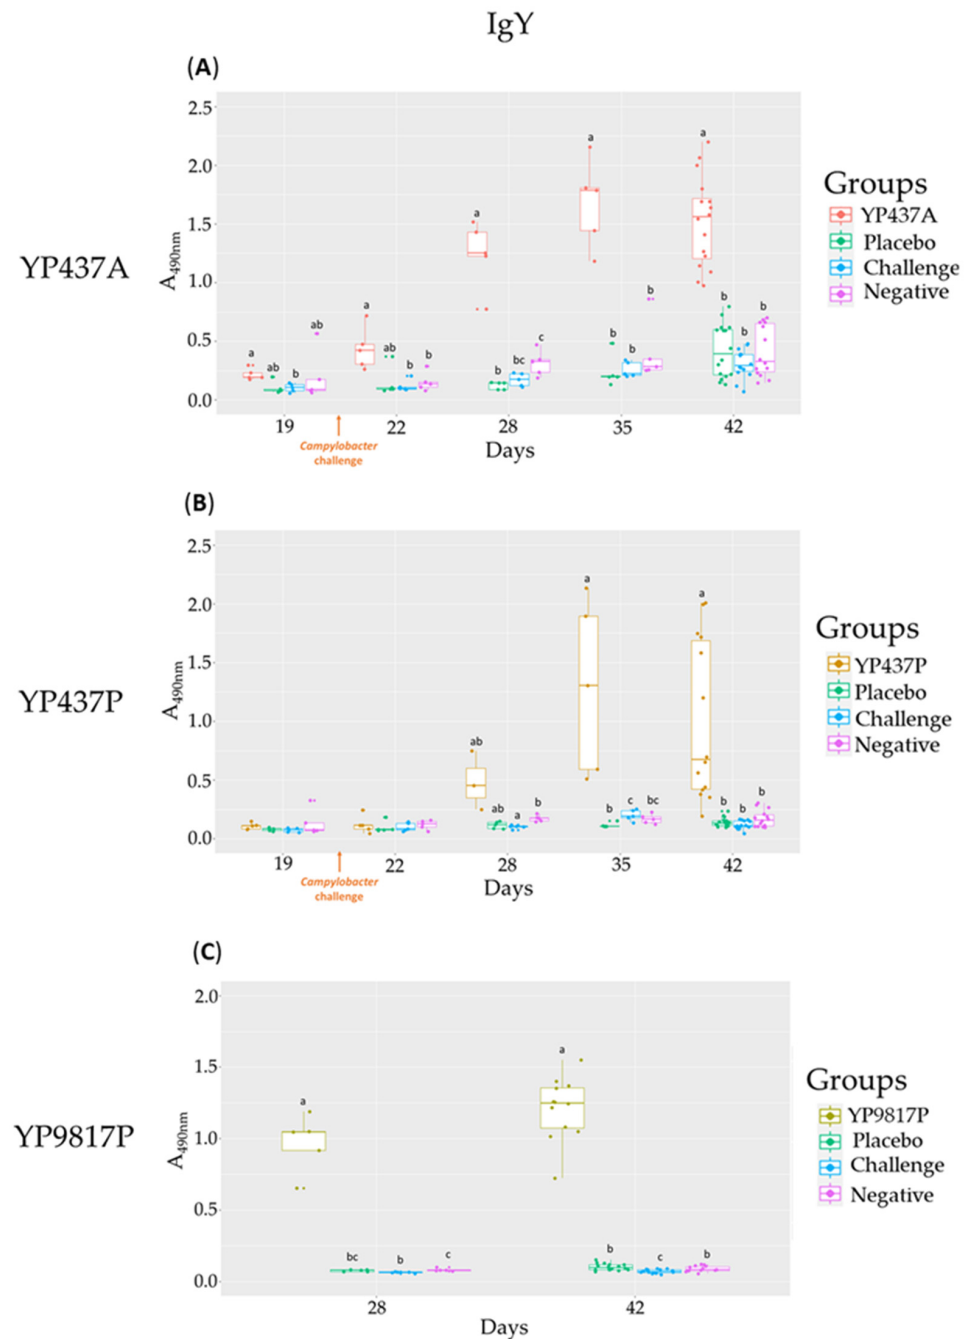 IgY
(A)
YP437A
A490nm
2.5
2.0
1.5
1.0
0.5
0.0
a
a
a
a
a
ab
b
ab
ab
b
b
b
bc
c
b
b
b
b
b
b
19
22
28
35
42
Campylobacter
challenge
Days
Groups
YP437A
Placebo
Challenge
Negative
(B)
YP437P
A490nm
2.5
2.0
1.5
1.0
0.5
0.0
ab
ab
a
b
a
b
c
bc
a
b
b
b
19
22
28
35
42
Campylobacter
challenge
Days
Groups
YP437P
Placebo
Challenge
Negative
(C)
YP9817P
A490nm
2.0
1.5
1.0
0.5
0.0
a
bc
b
c
a
b
c
b
28
42
Days
Groups
YP9817P
Placebo
Challenge
Negative